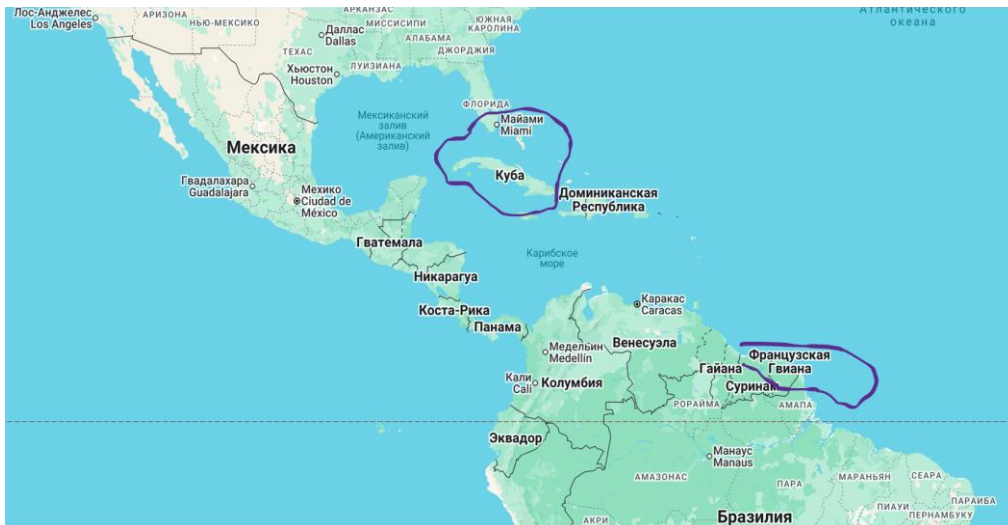 Лос-Анджелес
Los Angeles
АРИЗОНА
НЬЮ-МЕКСИКО
АРКАНЗАС
МИССИСИПИ
ЮЖНАЯ
КАРОЛИНА
Атлантического
океана
Даллас
Dallas
АЛАБАМА
ДЖОРДЖИЯ
ТЕХАС
ЛУИЗИАНА
Хьюстон
Houston
ФЛОРИДА
Мексиканский
залив
(Американский
залив)
Майами
Miami
Мексика
Куба
Гвадалахара
Guadalajara
Мехико
Ciudad de
México
Доминиканская
Республика
Гватемала
Карибское
море
Никарагуа
Коста-Рика
Каракас
Caracas
Панама
Медельин
Medellín
Венесуэла
Французская
Гвиана
Гайана
Кали
Cali
Колумбия
Суринам
РОРАЙМА
АМАПА
Эквадор
Манаус
Manaus
АМАЗОНАС
ПАРА
МАРАНЬЯН
СЕАРА
ПАРАИБА
ПИАУИ
ПЕРНАМБУКУ
АКРИ
Бразилия